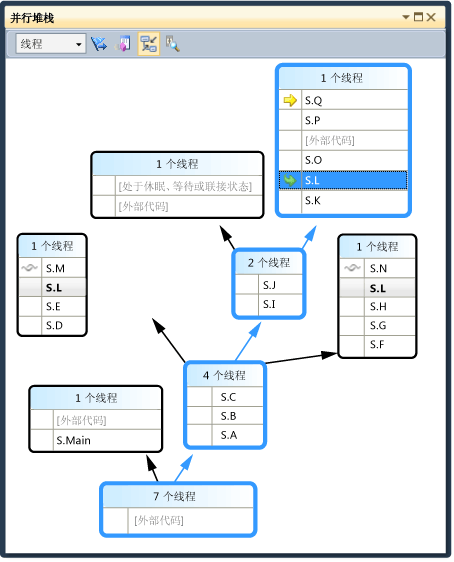 并行堆栈
线程
1 个线程
S.Q
S.P
[外部代码]
S.O
S.L
S.K
1 个线程
[处于休眠、等待或联接状态]
[外部代码]
1 个线程
S.M
S.L
S.E
S.D
2 个线程
S.J
S.I
1 个线程
S.N
S.L
S.H
S.G
S.F
4 个线程
S.C
S.B
S.A
1 个线程
[外部代码]
S.Main
7 个线程
[外部代码]